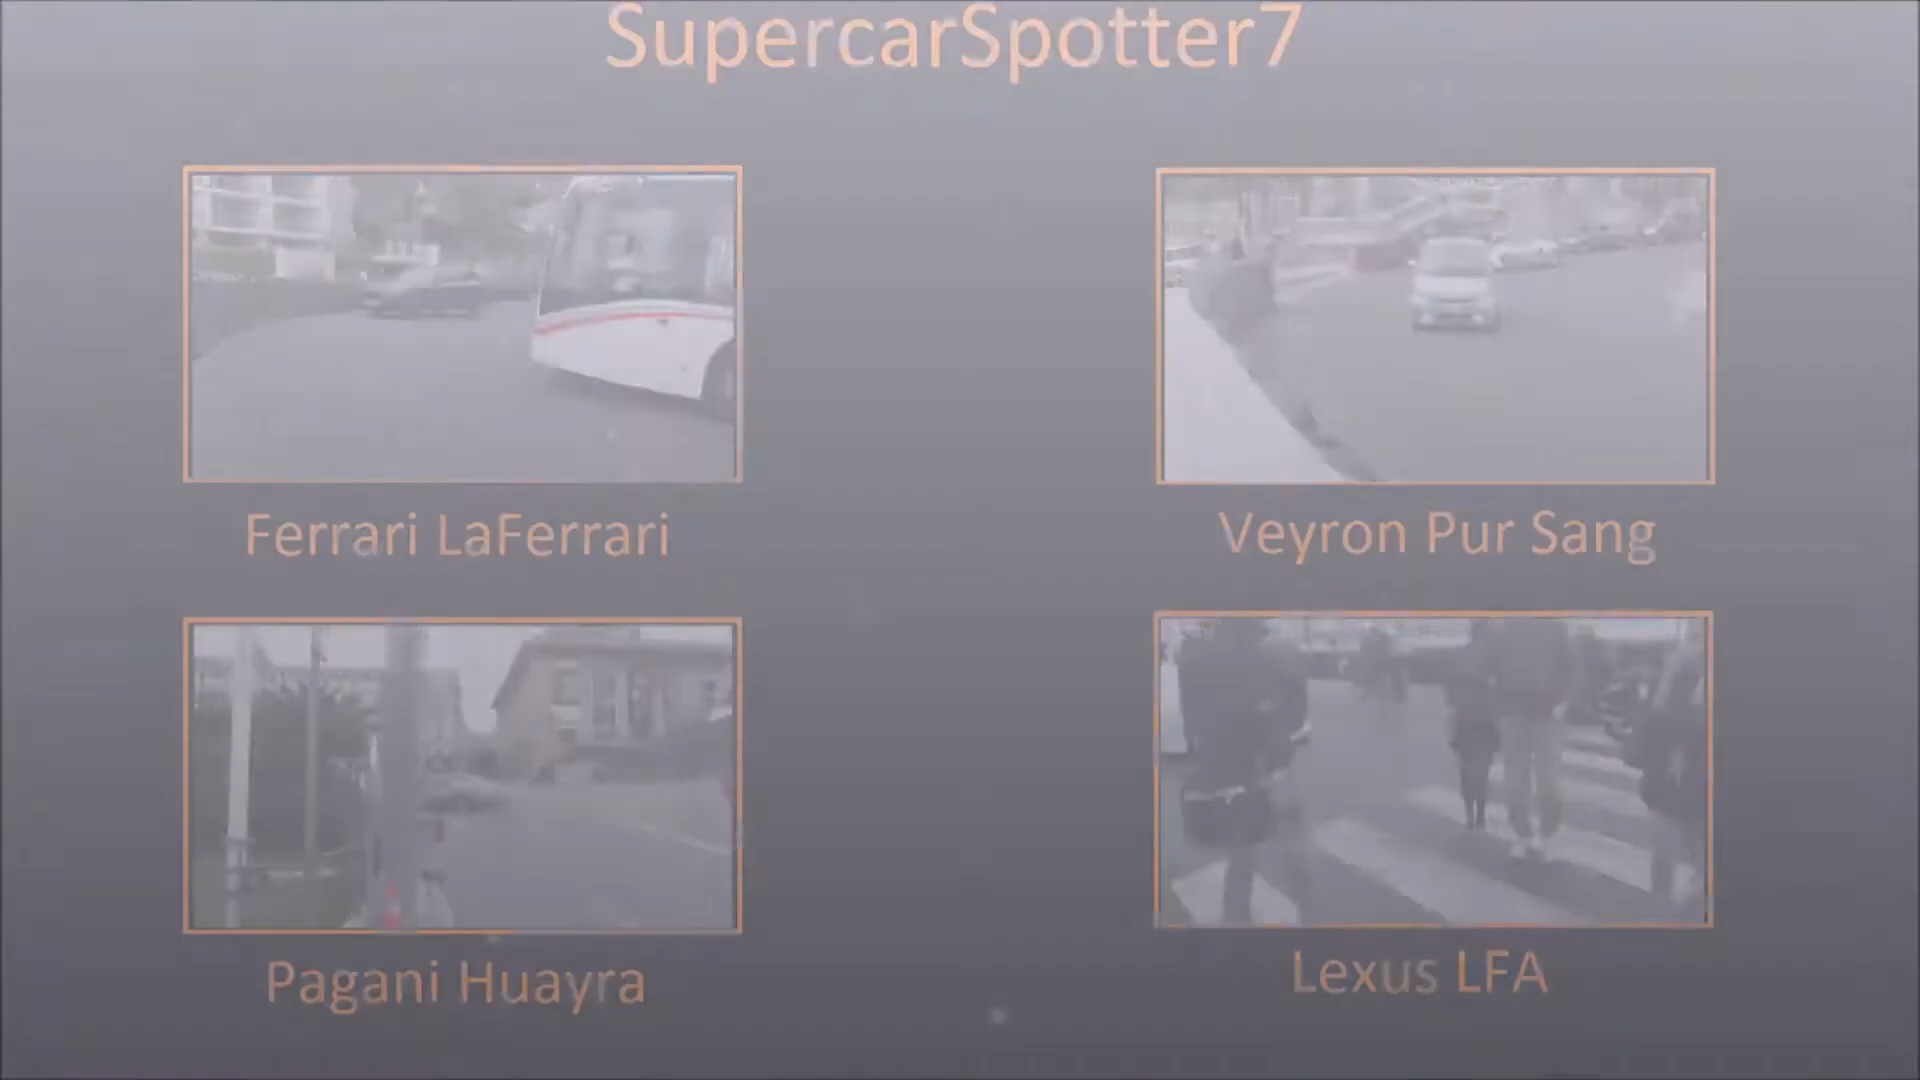 SupercarSpotter7
Ferrari LaFerrari
Veyron Pur Sang
Pagani Huayra
Lexus LFA